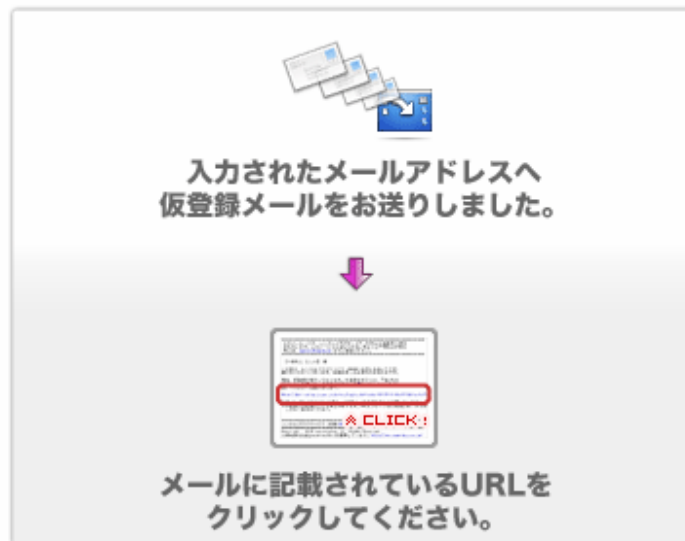 入力されたメールアドレスへ
仮登録メールをお送りしました。
CLICK!
メールに記載されているURLを
クリックしてください。